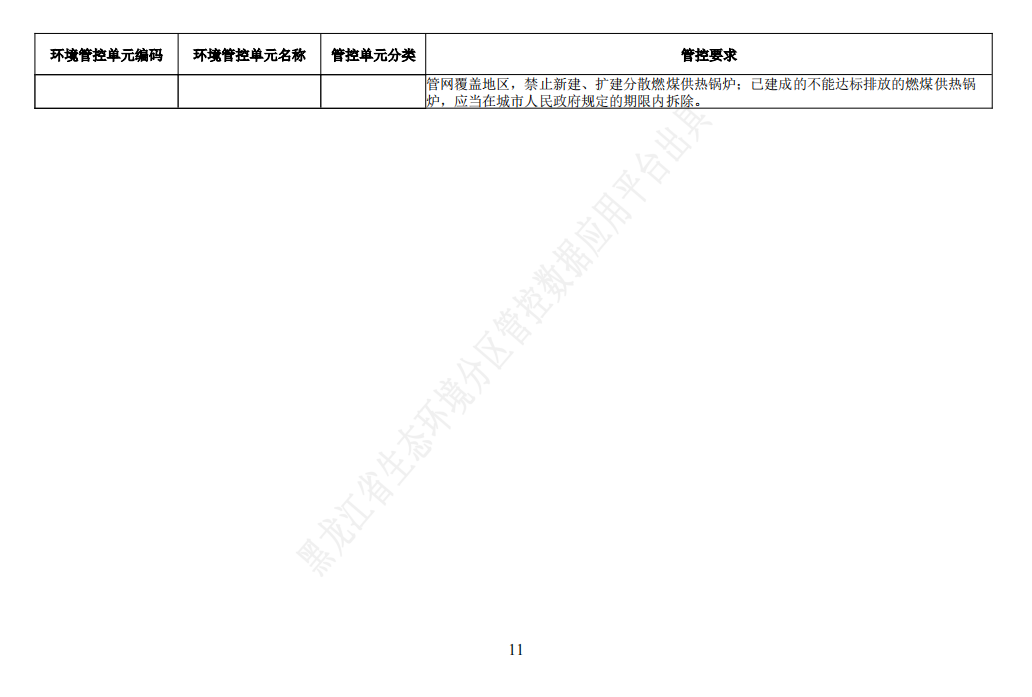 环境管控单元编码 环境管控单元名称 管控单元分类 管控要求
管网覆盖地区，禁止新建、扩建分散燃煤供热锅炉；已建成的不能达标排放的燃煤供热锅
炉，应当在城市人民政府规定的期限内拆除。
黑龙江省生态环境分区管控数据应用平台出具
11